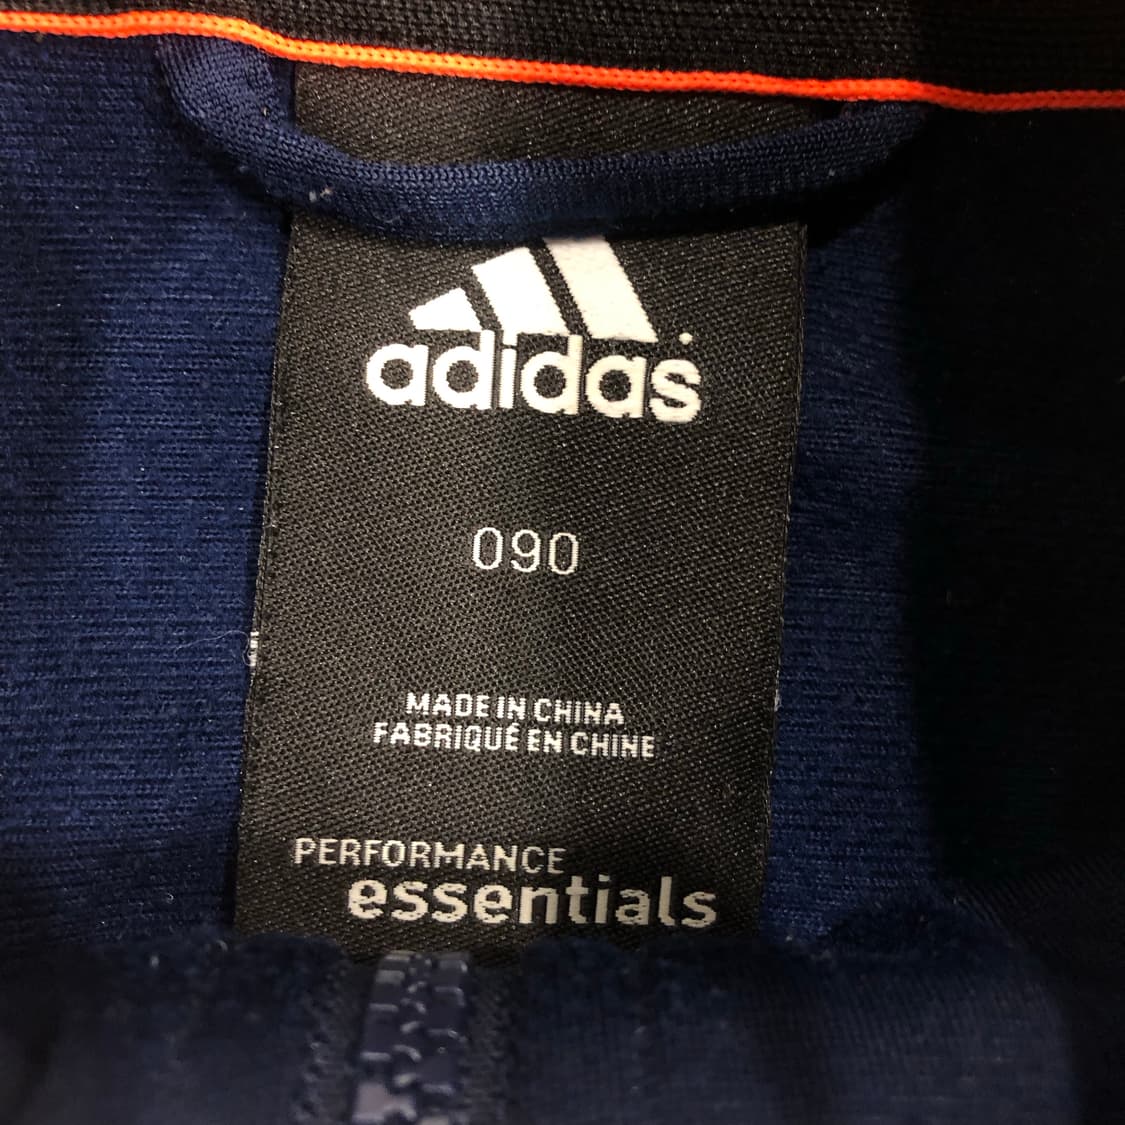 adidas
090
MADE IN CHINA
FABRIQUÉ EN CHINE
PERFORMANCE
essentials